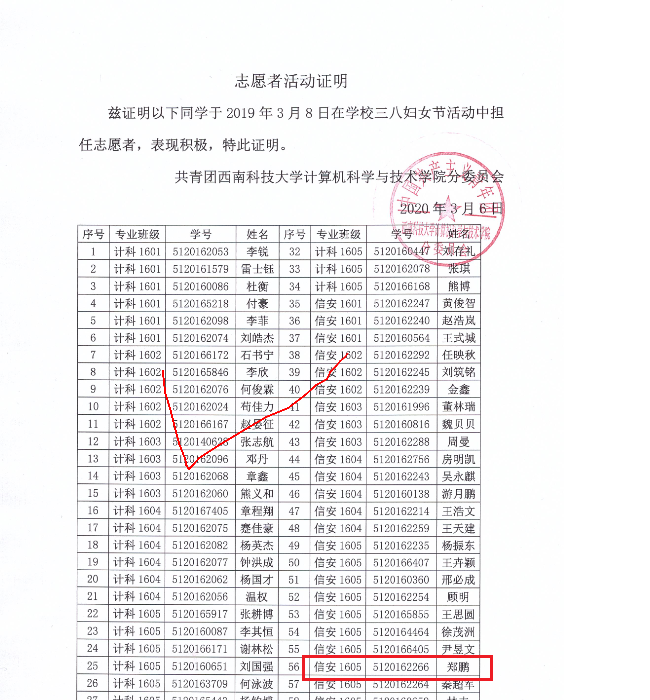 志愿者活动证明
兹证明以下同学于 2019 年 3 月 8 日在学校三八妇女节活动中担
任志愿者，表现积极，特此证明。
共青团西南科技大学计算机科学与技术学院分委员会
2020 年 3 月 6 日
序号 专业班级 学号 姓名 序号 专业班级 学号 姓名
1 计科 1601 5120162053 李锐 32 计科 1605 5120160447 邓存礼
2 计科 1601 5120161579 雷士钰 33 计科 1605 5120162078 张琪
3 计科 1601 5120160086 杜衡 34 计科 1605 5120166168 熊博
4 计科 1601 5120165218 付豪 35 信安 1601 5120162247 黄俊智
5 计科 1601 5120162098 李菲 36 信安 1601 5120162240 赵浩岚
6 计科 1601 5120162074 刘皓杰 37 信安 1601 5120160564 王式城
7 计科 1602 5120166172 石书宁 38 信安 1602 5120162292 任映秋
8 计科 1602 5120165846 李欣 39 信安 1602 5120162245 刘筑铭
9 计科 1602 5120162076 何俊霖 40 信安 1602 5120162239 金鑫
10 计科 1602 5120162024 苟佳力 41 信安 1603 5120161996 董林瑞
11 计科 1602 5120166167 42 信安 1603 5120160816 魏贝贝
12 计科 1603 张志航 43 信安 1603 5120162288 周曼
13 计科 1603 5120162096 邓丹 44 信安 1604 5120162756 房明凯
14 计科 1603 5120162068 章鑫 45 信安 1604 5120162243 吴永麒
15 计科 1603 5120162060 熊义和 46 信安 1604 5120160138 游月鹏
16 计科 1604 5120167405 章程翔 47 信安 1604 5120162214 王浩文
17 计科 1604 5120162075 蹇佳豪 48 信安 1604 5120162259 王天建
18 计科 1604 5120162082 杨英杰 49 信安 1605 5120162235 杨振东
19 计科 1604 5120162077 钟洪成 50 信安 1605 5120166407 王卉颖
20 计科 1604 5120162062 杨国才 51 信安 1605 5120160360 邢必成
21 计科 1604 5120162056 温权 52 信安 1605 5120162254 顾明
22 计科 1605 5120165917 张耕博 53 信安 1605 5120165855 王思圆
23 计科 1605 5120160087 李其恒 54 信安 1605 5120164464 徐茂洲
24 计科 1605 5120166171 谢林松 55 信安 1605 5120166405 尹昱文
25 计科 1605 5120160651 刘国强 56 信安 1605 5120162266 郑鹏
26 计科 1605 5120163709 何泳波 57 信安 1605 5120162264 秦超军